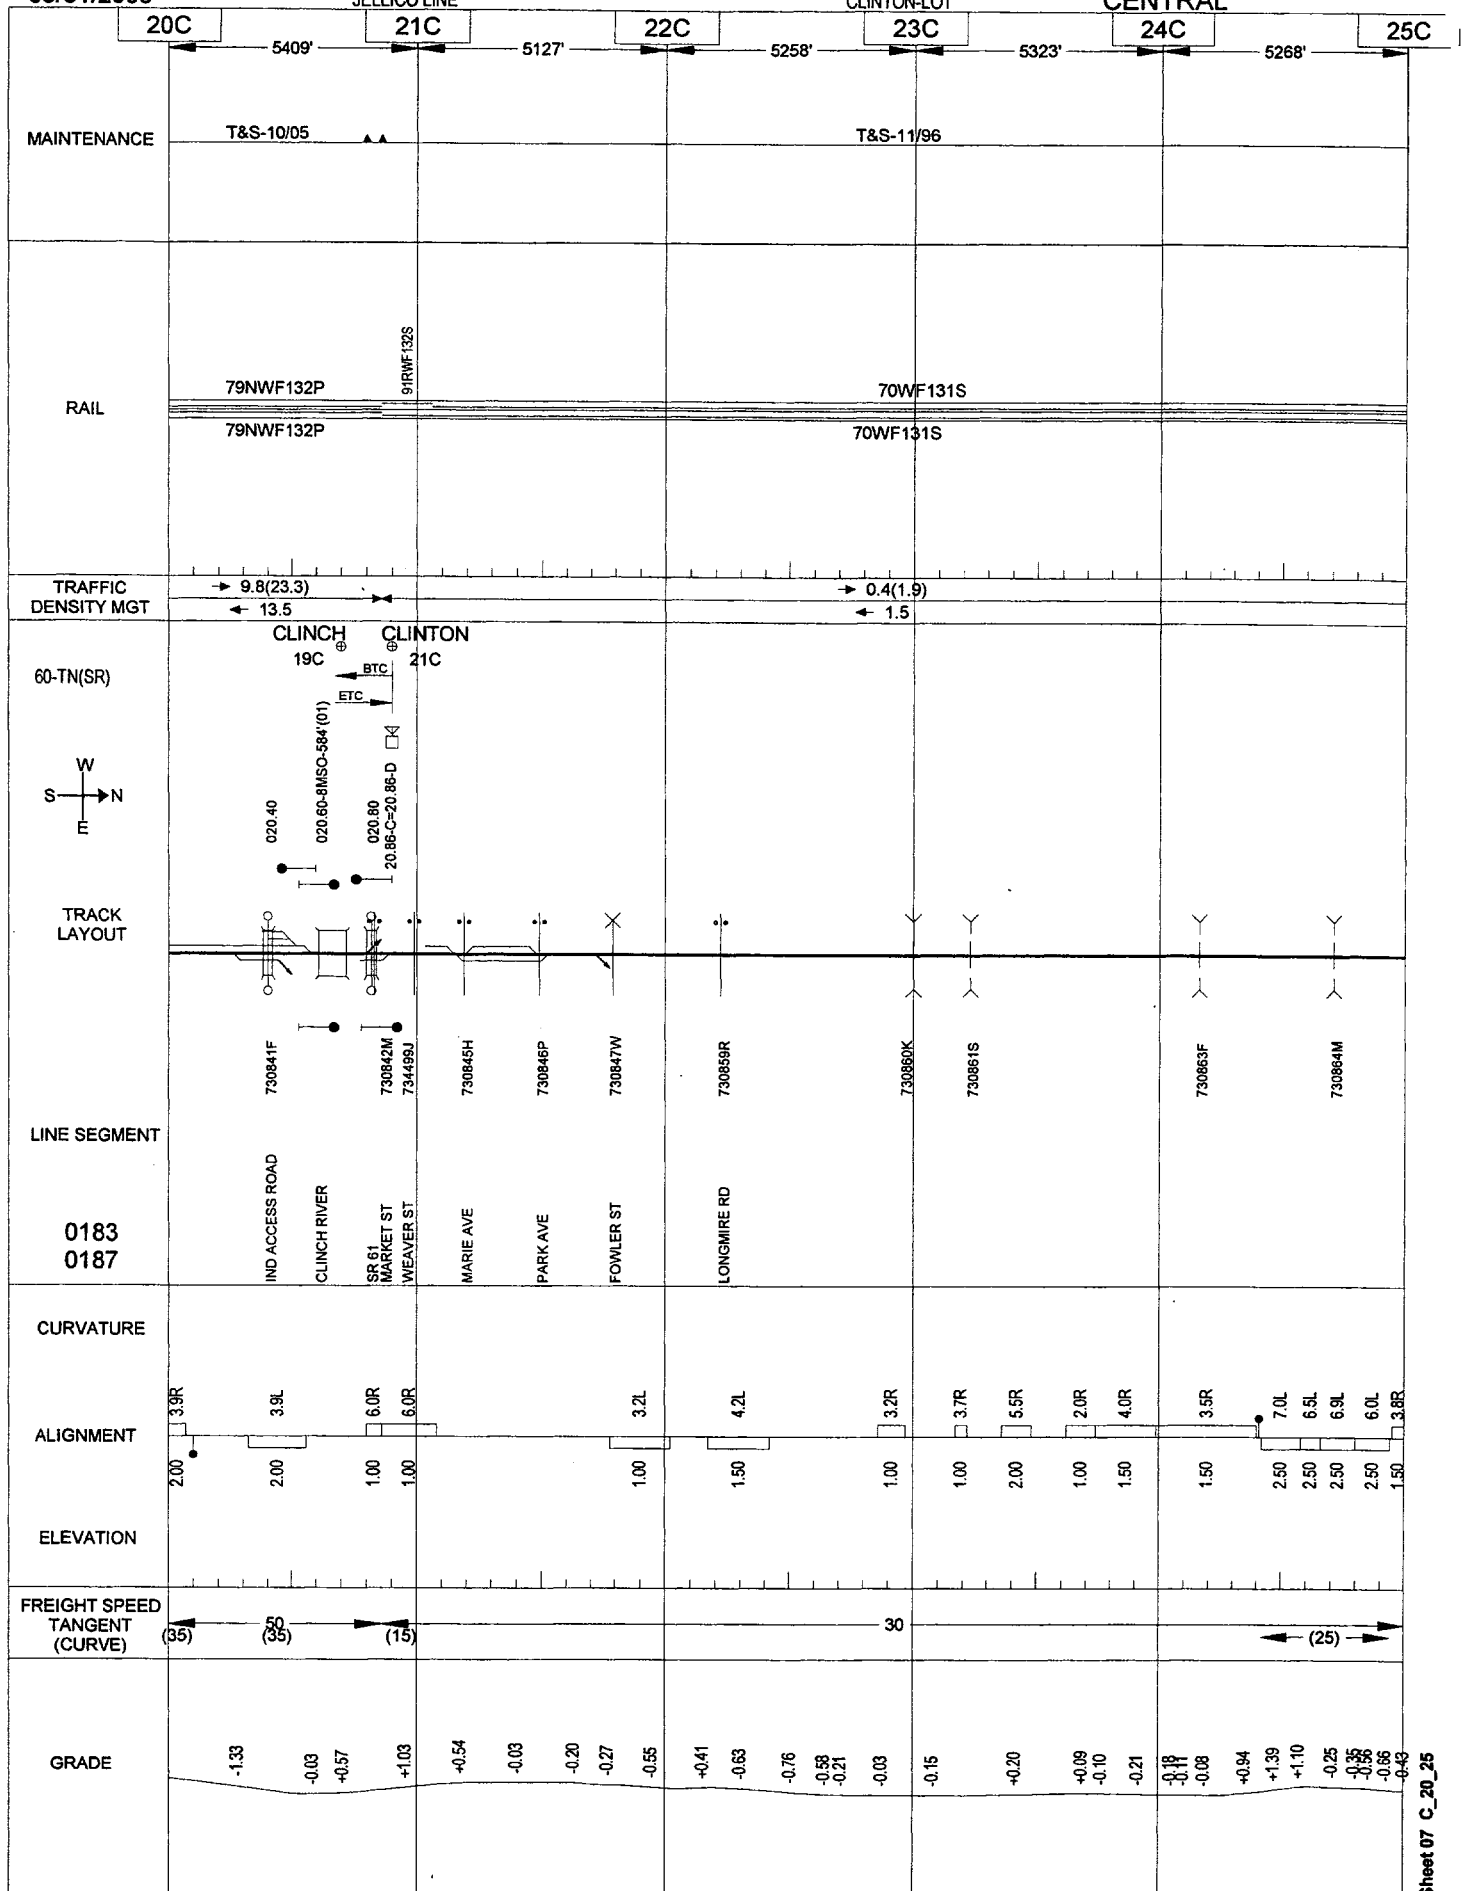 JELLICO LINE
CLINTON-LOT
CENTRAL
20C 21C 22C 23C 24C 25C
5409' 5127' 5258' 5323' 5268'
MAINTENANCE
T&S-10/05
T&S-11/96
RAIL
79NWF132P
79NWF132P
91RWF132S
70WF131S
70WF131S
TRAFFIC
DENSITY MGT
9.8(23.3)
13.5
0.4(1.9)
1.5
60-TN(SR)
CLINCH
19C
CLINTON
21C
BTC
ETC
W
S N
E
020.40
020.60-8MSO-584'(01)
020.80
20.86-C=20.86-D
TRACK
LAYOUT
730841F
730842M
734499J
730845H
730846P
730847W
730859R
730860K
730861S
730863F
730864M
LINE SEGMENT
0183
0187
IND ACCESS ROAD
CLINCH RIVER
SR 61
MARKET ST
WEAVER ST
MARIE AVE
PARK AVE
FOWLER ST
LONGMIRE RD
CURVATURE
3.9R 3.9L 6.0R 6.0R 3.2L 4.2L 3.2R 3.7R 5.5R 2.0R 4.0R 3.5R 7.0L 6.5L 6.9L 6.0L 3.8R
ALIGNMENT
2.00 2.00 1.00 1.00 1.00 1.50 1.00 1.00 2.00 1.00 1.50 1.50 2.50 2.50 2.50 2.50 1.50
ELEVATION
FREIGHT SPEED
TANGENT
(CURVE)
50
(35) (35) (15)
30
(25)
GRADE
-1.33 -0.03 +0.57 +1.03 +0.54 -0.03 -0.20 -0.27 -0.55 +0.41 -0.63 -0.76 -0.58 -0.21 -0.03 -0.15 +0.20 +0.09 -0.10 -0.21 -0.18 -0.11 -0.08 +0.94 +1.39 +1.10 -0.25 -0.35 -0.56 -0.66 -0.43
Sheet 07 C_20_25